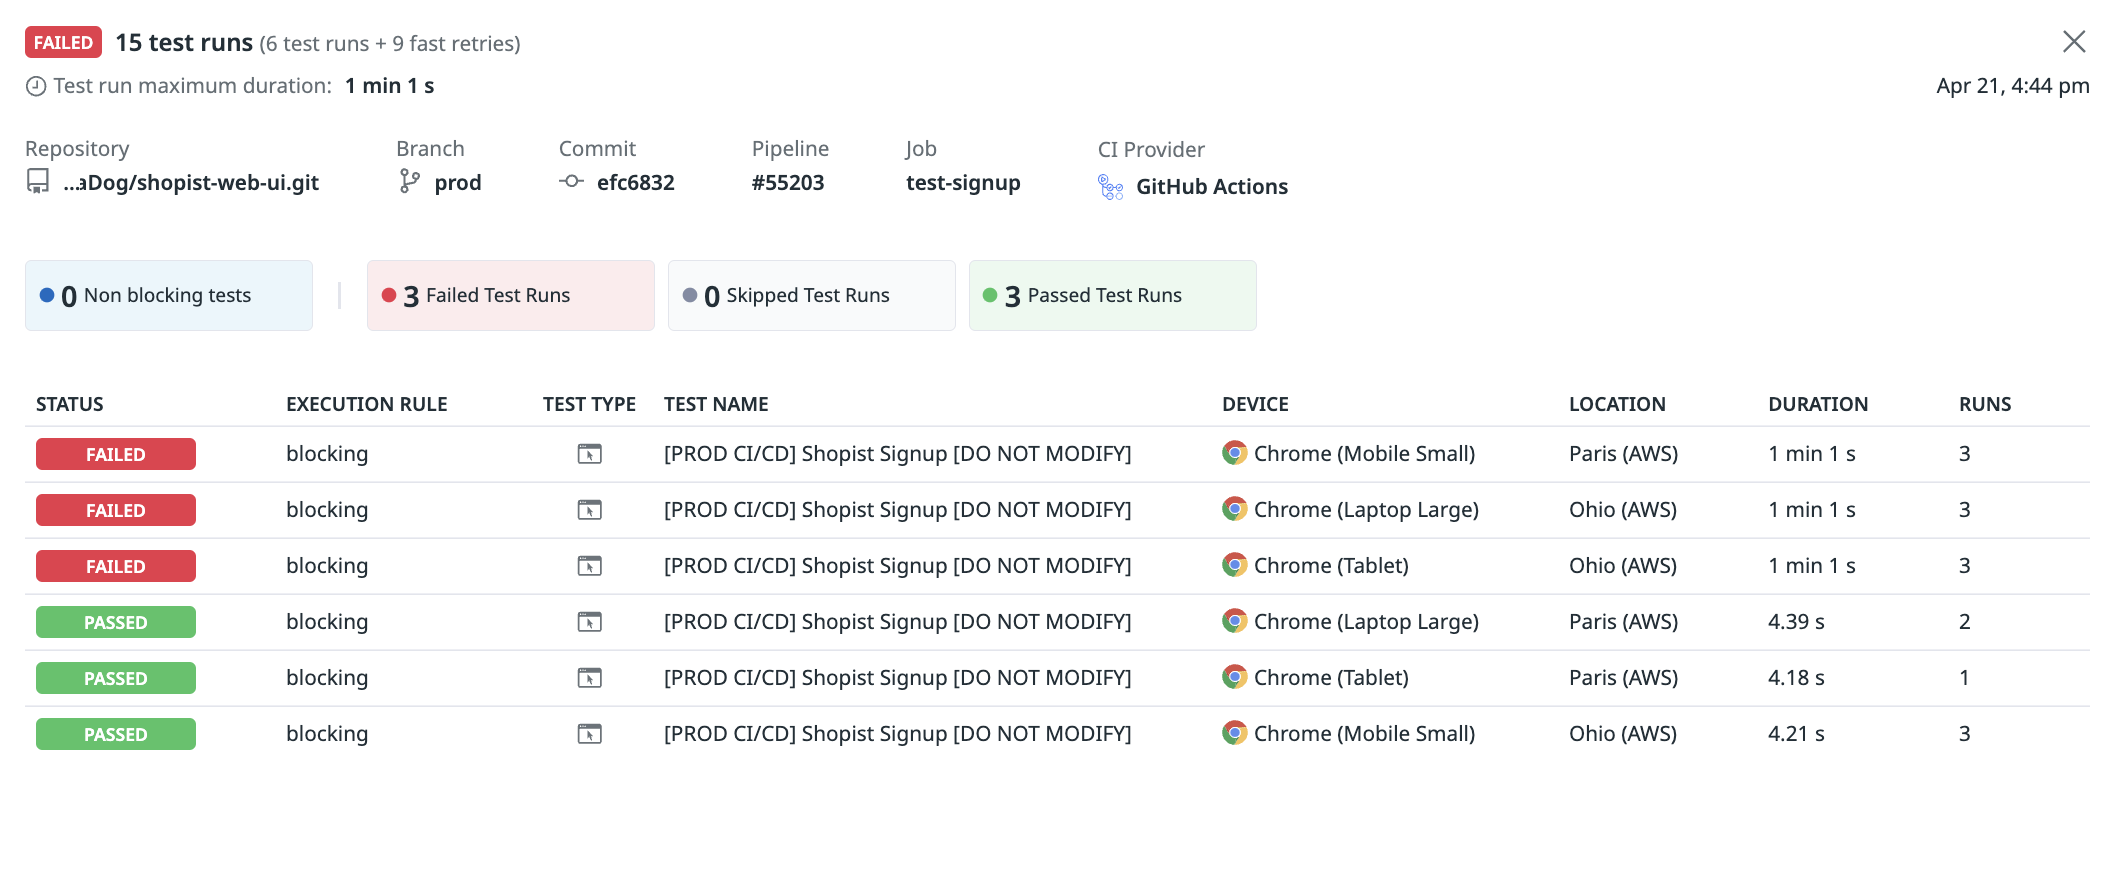 FAILED 15 test runs (6 test runs + 9 fast retries)
Test run maximum duration: 1 min 1 s
Apr 21, 4:44 pm
Repository Branch Commit Pipeline Job CI Provider
...aDog/shopist-web-ui.git prod efc6832 #55203 test-signup GitHub Actions
0 Non blocking tests 3 Failed Test Runs 0 Skipped Test Runs 3 Passed Test Runs
STATUS EXECUTION RULE TEST TYPE TEST NAME DEVICE LOCATION DURATION RUNS
FAILED blocking [PROD CI/CD] Shopist Signup [DO NOT MODIFY] Chrome (Mobile Small) Paris (AWS) 1 min 1 s 3
FAILED blocking [PROD CI/CD] Shopist Signup [DO NOT MODIFY] Chrome (Laptop Large) Ohio (AWS) 1 min 1 s 3
FAILED blocking [PROD CI/CD] Shopist Signup [DO NOT MODIFY] Chrome (Tablet) Ohio (AWS) 1 min 1 s 3
PASSED blocking [PROD CI/CD] Shopist Signup [DO NOT MODIFY] Chrome (Laptop Large) Paris (AWS) 4.39 s 2
PASSED blocking [PROD CI/CD] Shopist Signup [DO NOT MODIFY] Chrome (Tablet) Paris (AWS) 4.18 s 1
PASSED blocking [PROD CI/CD] Shopist Signup [DO NOT MODIFY] Chrome (Mobile Small) Ohio (AWS) 4.21 s 3